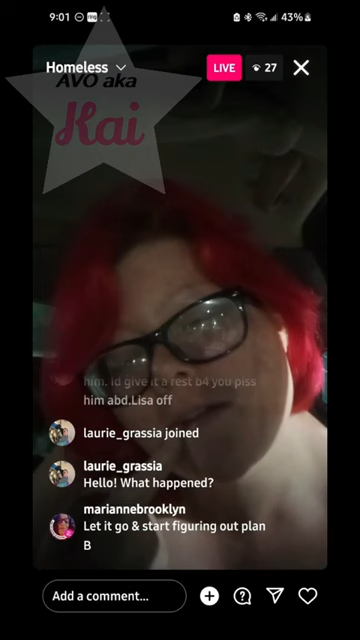 9:01
43%
Homeless
LIVE
27
AVO aka
Kai
him. Id give it a rest b4 you piss
him abd.Lisa off
laurie_grassia joined
laurie_grassia
Hello! What happened?
mariannebrooklyn
Let it go & start figuring out plan
B
Add a comment...